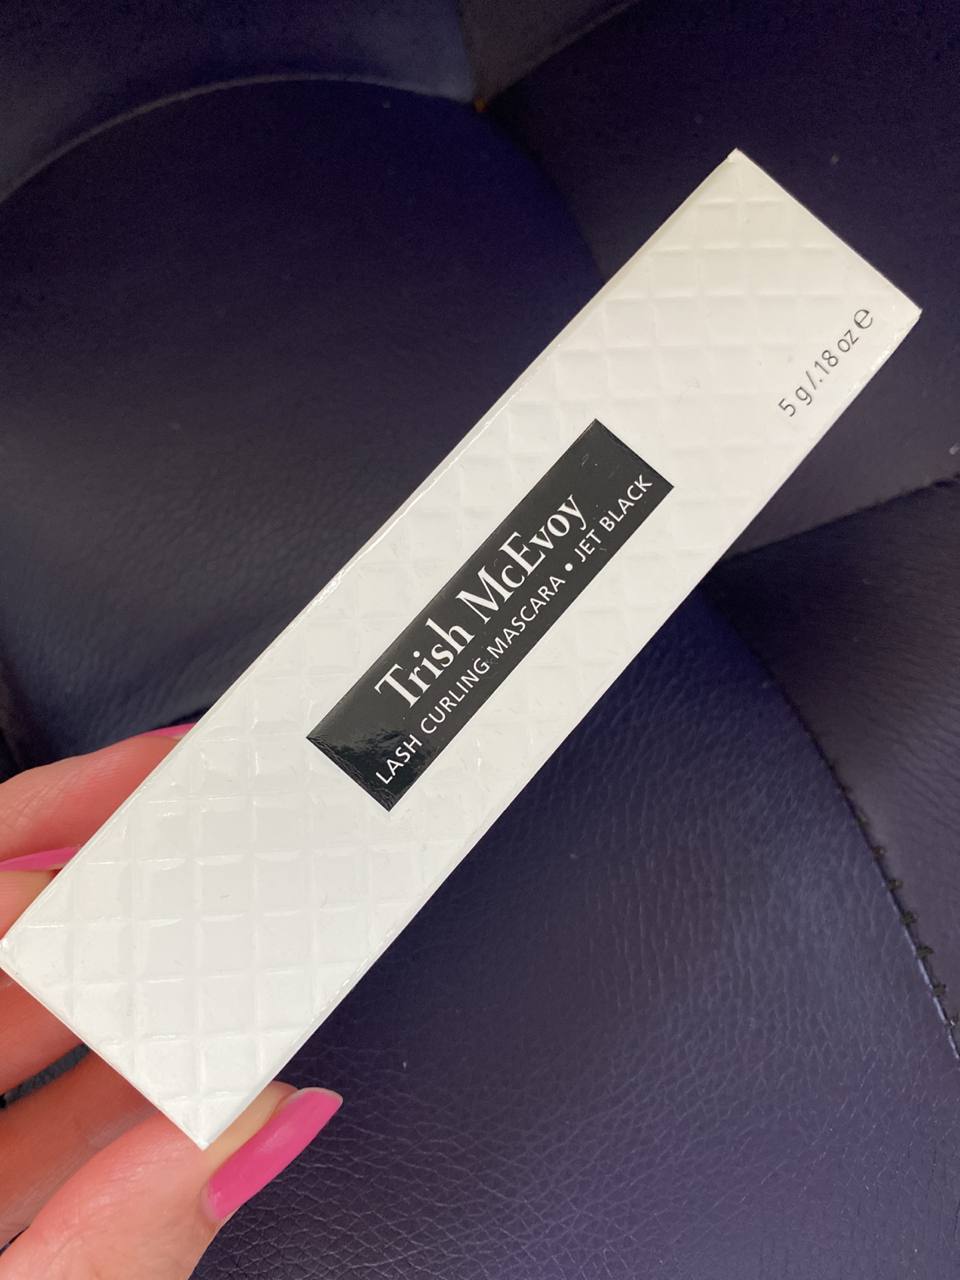 Trish McEvoy
LASH CURLING MASCARA • JET BLACK
5 g/.18 oz ℮